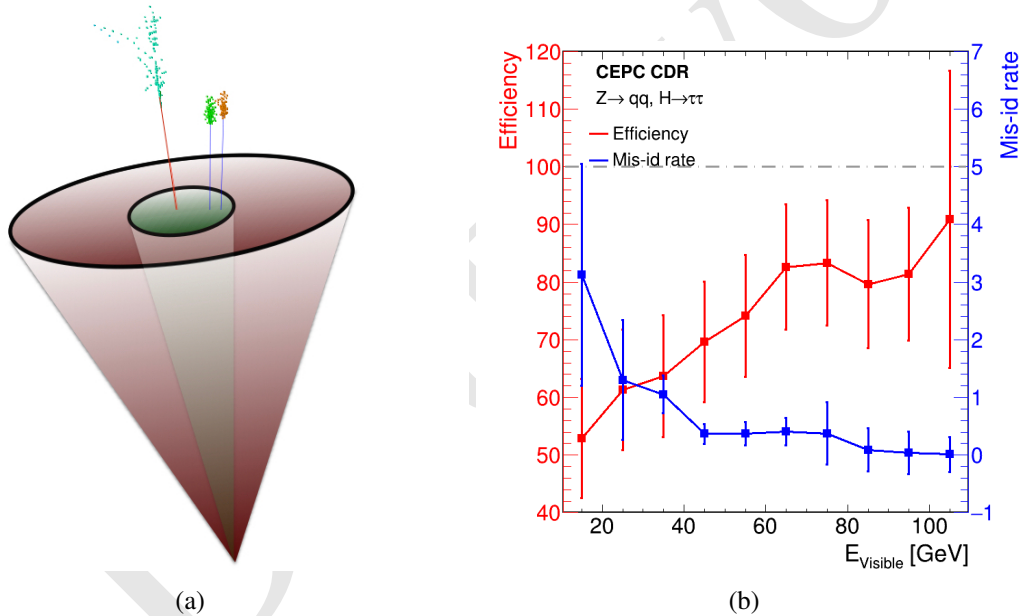 120
110
100
90
80
70
60
50
40
Efficiency
CEPC CDR
Z→ qq, H→ττ
Efficiency
Mis-id rate
7
6
5
4
3
2
1
0
−1
Mis-id rate
20 40 60 80 100
E_Visible [GeV]
(a) (b)